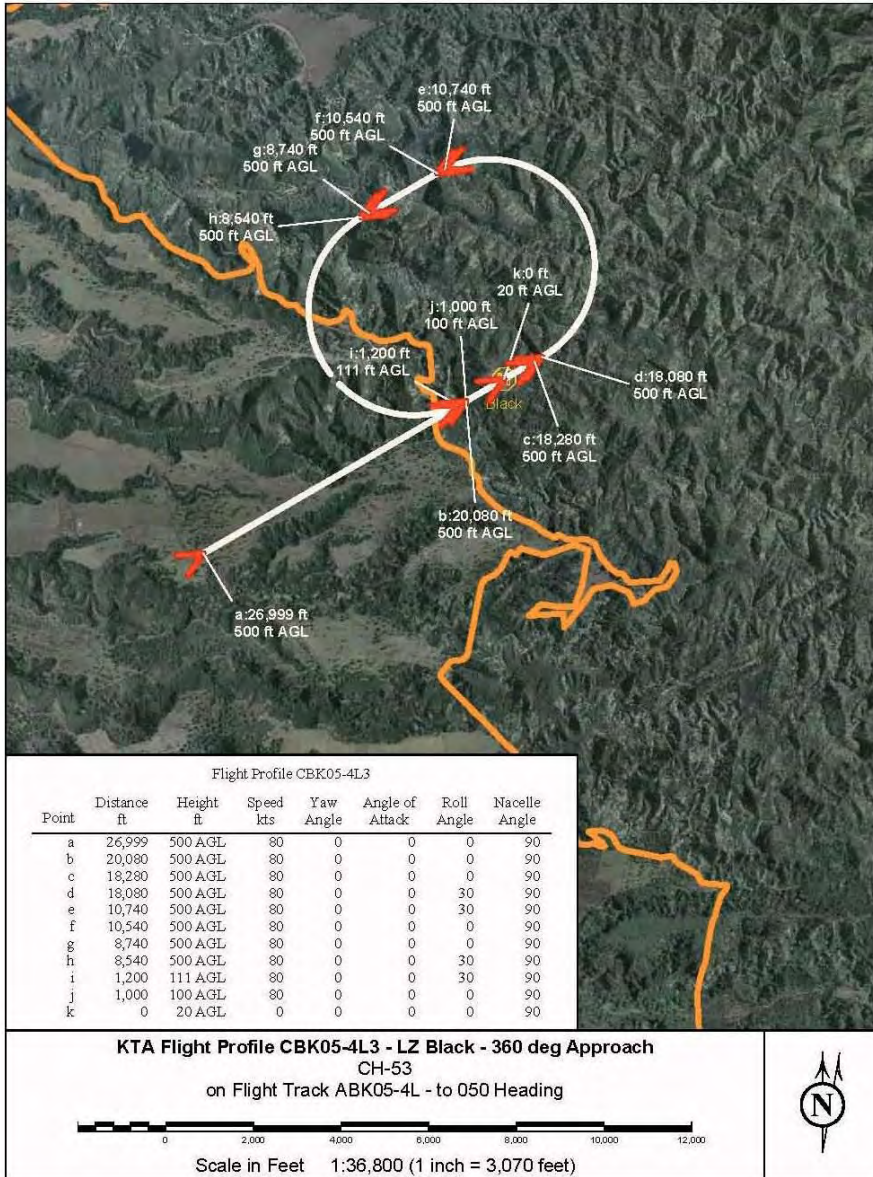 e:10,740 ft
500 ft AGL
f:10,540 ft
500 ft AGL
g:8,740 ft
500 ft AGL
h:8,540 ft
500 ft AGL
k:0 ft
20 ft AGL
j:1,000 ft
100 ft AGL
i:1,200 ft
111 ft AGL
d:18,080 ft
500 ft AGL
Black
c:18,280 ft
500 ft AGL
b:20,080 ft
500 ft AGL
a:26,999 ft
500 ft AGL
Flight Profile CBK05-4L3
Point Distance ft Height ft Speed kts Yaw Angle Angle of Attack Roll Angle Nacelle Angle
a 26,999 500 AGL 80 0 0 0 90
b 20,080 500 AGL 80 0 0 0 90
c 18,280 500 AGL 80 0 0 0 90
d 18,080 500 AGL 80 0 0 30 90
e 10,740 500 AGL 80 0 0 30 90
f 10,540 500 AGL 80 0 0 0 90
g 8,740 500 AGL 80 0 0 0 90
h 8,540 500 AGL 80 0 0 30 90
i 1,200 111 AGL 80 0 0 30 90
j 1,000 100 AGL 80 0 0 0 90
k 0 20 AGL 0 0 0 0 90
KTA Flight Profile CBK05-4L3 - LZ Black - 360 deg Approach
CH-53
on Flight Track ABK05-4L - to 050 Heading
0 2,000 4,000 6,000 8,000 10,000 12,000
Scale in Feet 1:36,800 (1 inch = 3,070 feet)
N